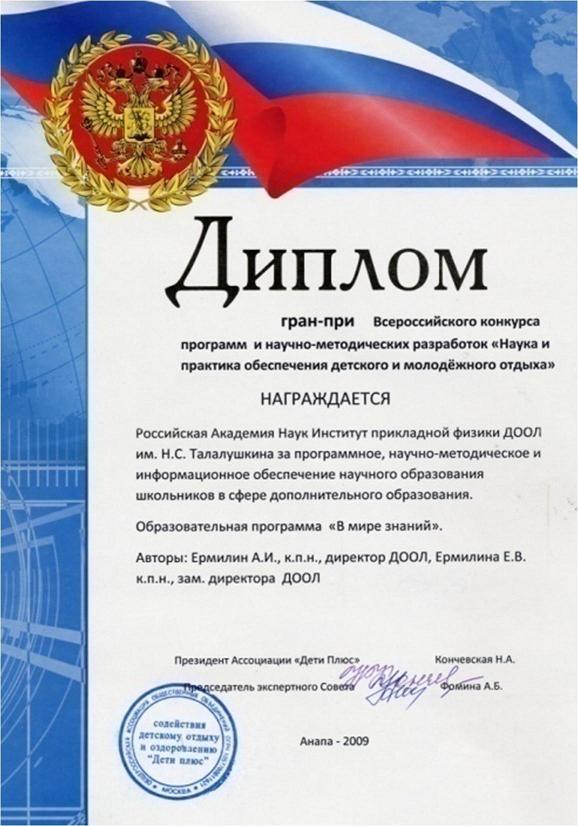 Диплом
гран-при Всероссийского конкурса
программ и научно-методических разработок «Наука и
практика обеспечения детского и молодёжного отдыха»
НАГРАЖДАЕТСЯ
Российская Академия Наук Институт прикладной физики ДООЛ
им. Н.С. Талалушкина за программное, научно-методическое и
информационное обеспечение научного образования
школьников в сфере дополнительного образования.
Образовательная программа «В мире знаний».
Авторы: Ермилин А.И., к.п.н., директор ДООЛ, Ермилина Е.В.
к.п.н., зам. директора ДООЛ
Президент Ассоциации «Дети Плюс» Кончевская Н.А.
Председатель экспертного Совета Фомина А.Б.
содействия
детскому отдыху
и оздоровлению
"Дети плюс"
МОСКВА
Анапа - 2009